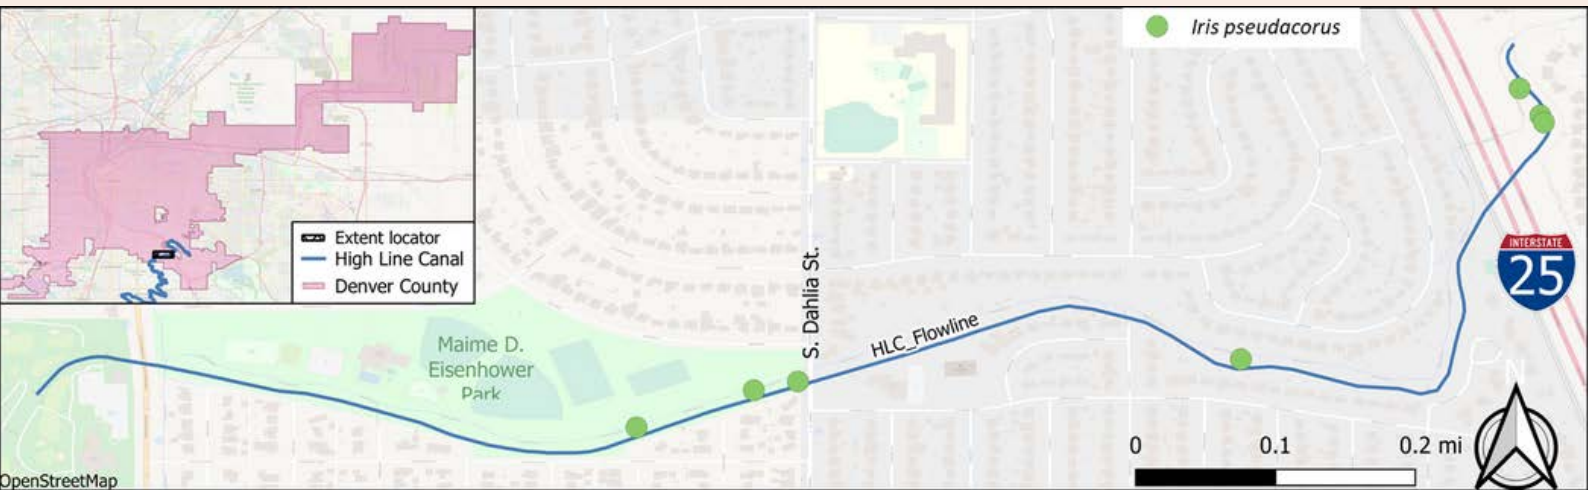 Iris pseudacorus
Extent locator
High Line Canal
Denver County
S. Dahlia St.
INTERSTATE
25
HLC_Flowline
Maime D.
Eisenhower
Park
0
0.1
0.2 mi
OpenStreetMap